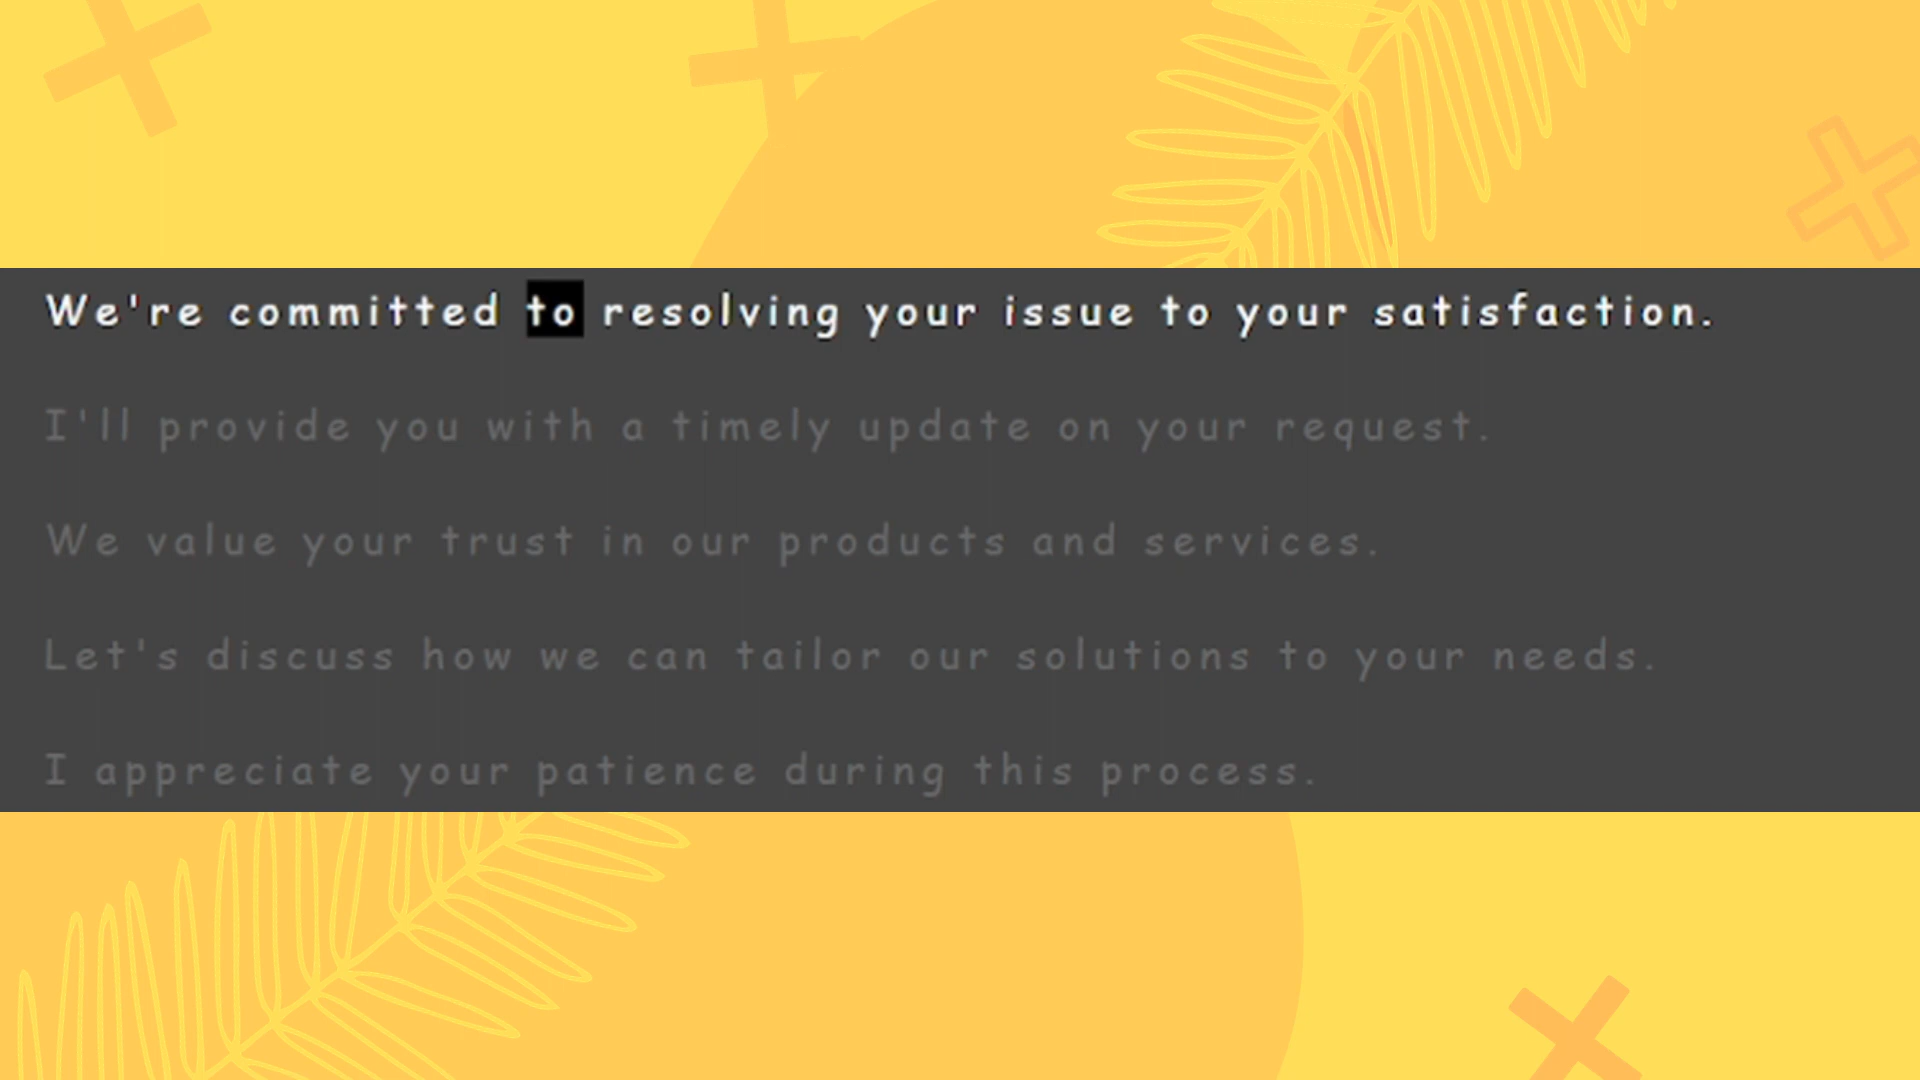 We're committed to resolving your issue to your satisfaction.
I'll provide you with a timely update on your request.
We value your trust in our products and services.
Let's discuss how we can tailor our solutions to your needs.
I appreciate your patience during this process.